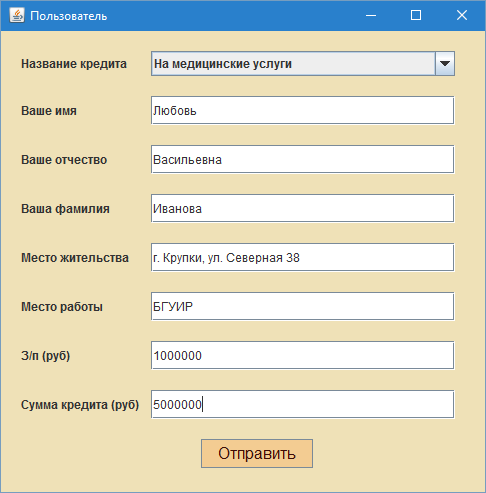 Пользователь
Название кредита На медицинские услуги
Ваше имя Любовь
Ваше отчество Васильевна
Ваша фамилия Иванова
Место жительства г. Крупки, ул. Северная 38
Место работы БГУИР
З/п (руб) 1000000
Сумма кредита (руб) 5000000
Отправить